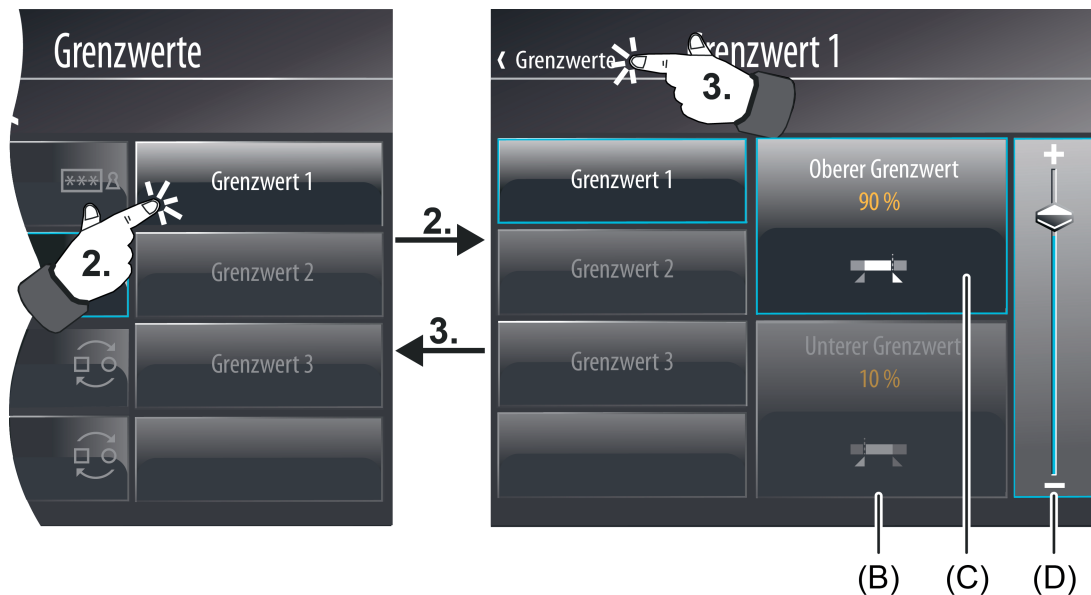 Grenzwerte
***
Grenzwert 1
2.
Grenzwert 2
Grenzwert 3
2.
3.
Grenzwerte
Grenzwert 1
3.
Grenzwert 1
Grenzwert 2
Grenzwert 3
Oberer Grenzwert
90 %
Unterer Grenzwert
10 %
+
−
(B)
(C)
(D)